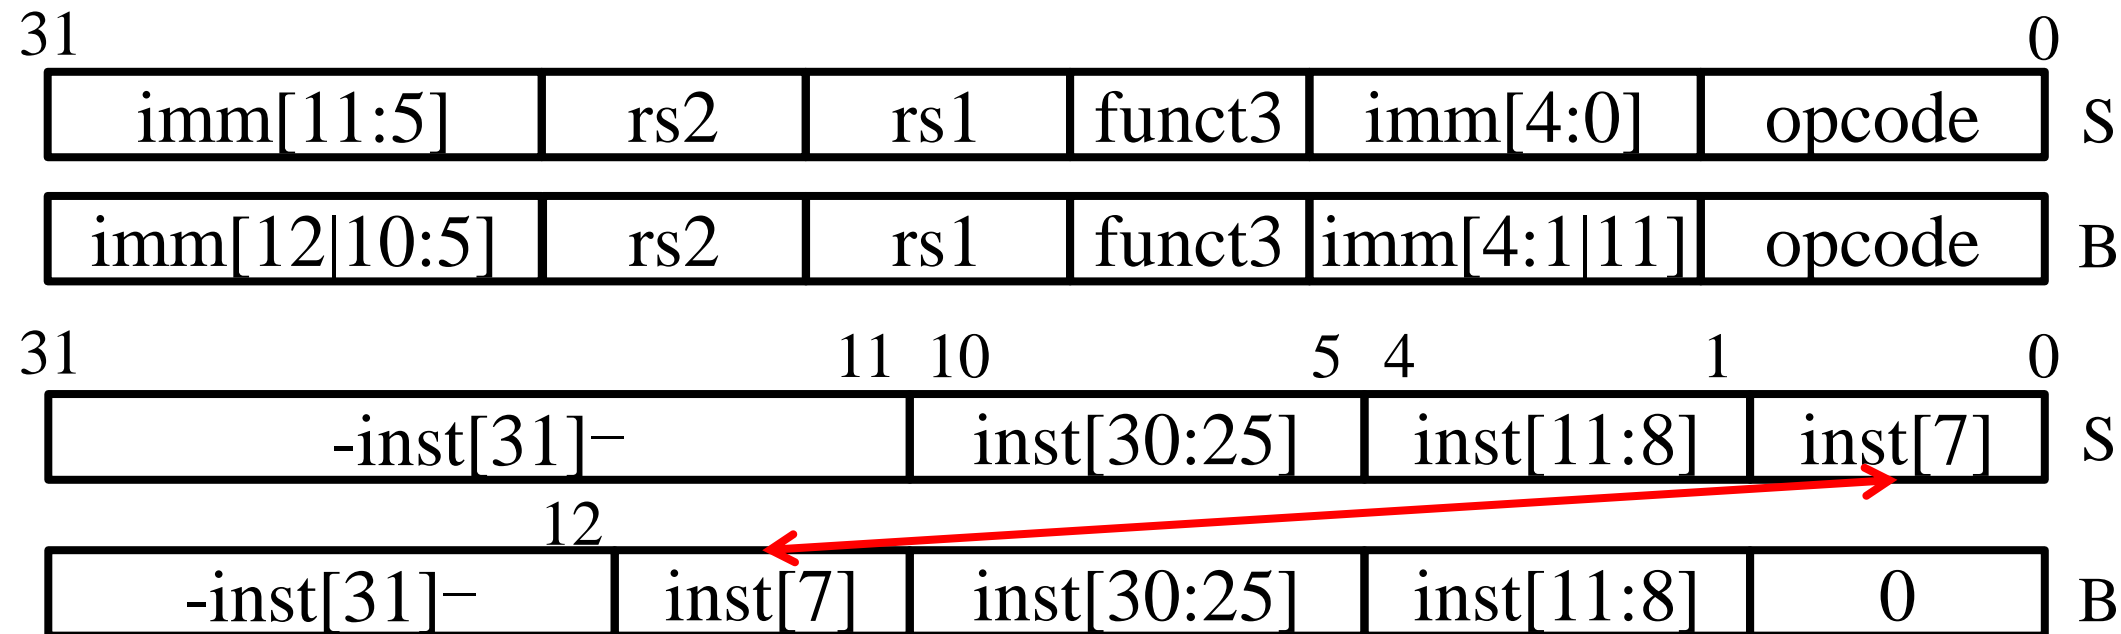 31 0
imm[11:5] rs2 rs1 funct3 imm[4:0] opcode S
imm[12|10:5] rs2 rs1 funct3 imm[4:1|11] opcode B
31 11 10 5 4 1 0
-inst[31]– inst[30:25] inst[11:8] inst[7] S
12
-inst[31]– inst[7] inst[30:25] inst[11:8] 0 B